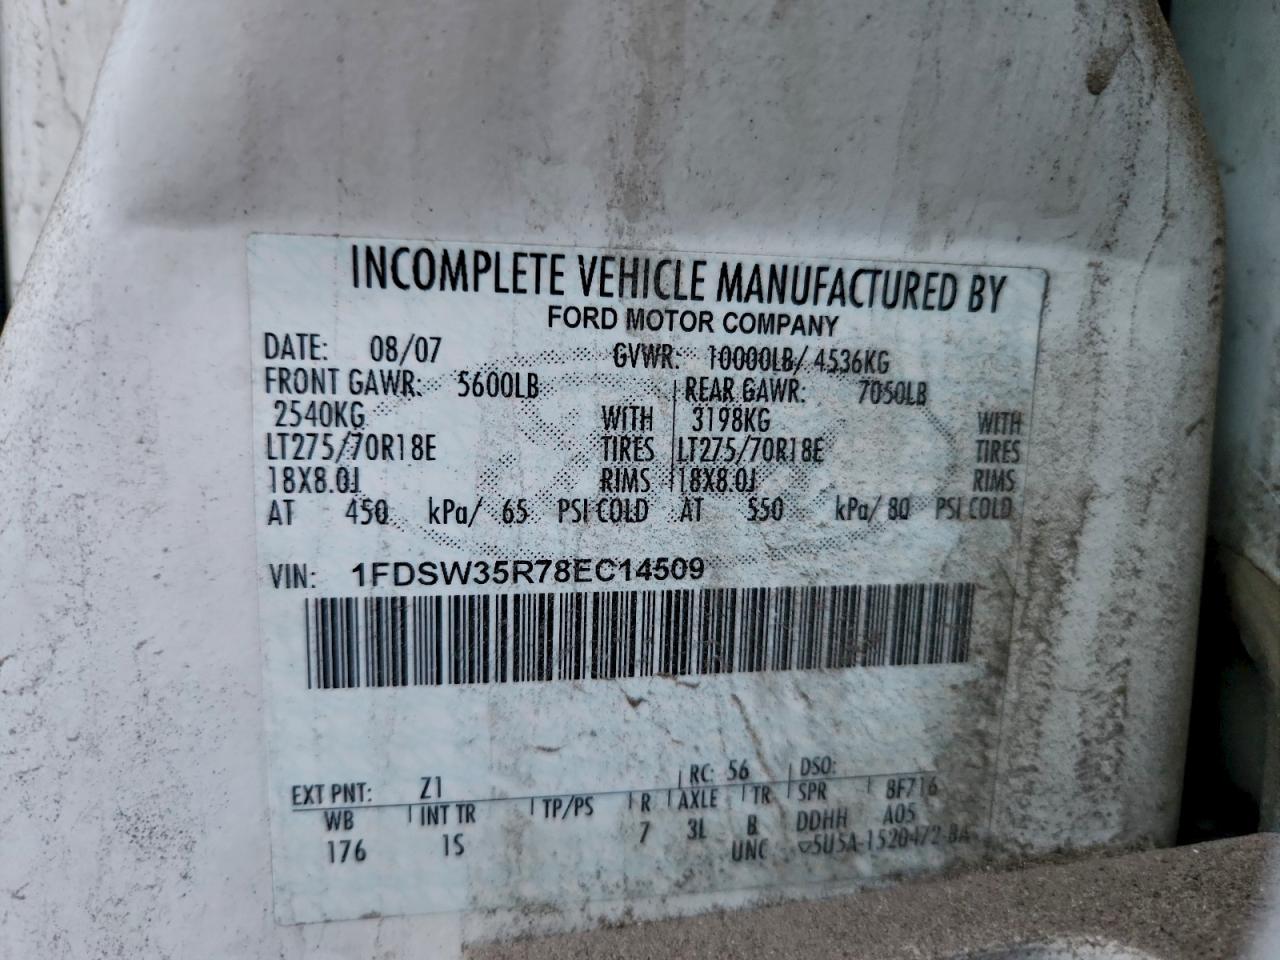 INCOMPLETE VEHICLE MANUFACTURED BY
FORD MOTOR COMPANY
DATE: 08/07 GVWR: 10000LB/ 4536KG
FRONT GAWR: 5600LB REAR GAWR: 7050LB
2540KG WITH 3198KG WITH
LT275/70R18E TIRES LT275/70R18E TIRES
18X8.0J RIMS 18X8.0J RIMS
AT 450 kPa/ 65 PSI COLD AT 550 kPa/ 80 PSI COLD
VIN: 1FDSW35R78EC14509
EXT PNT: Z1 RC: 56 DSO:
WB INT TR TP/PS R AXLE TR SPR 8F716
176 1S 7 3L B DDHH A05
UNC ▽5U5A-1520472-BA